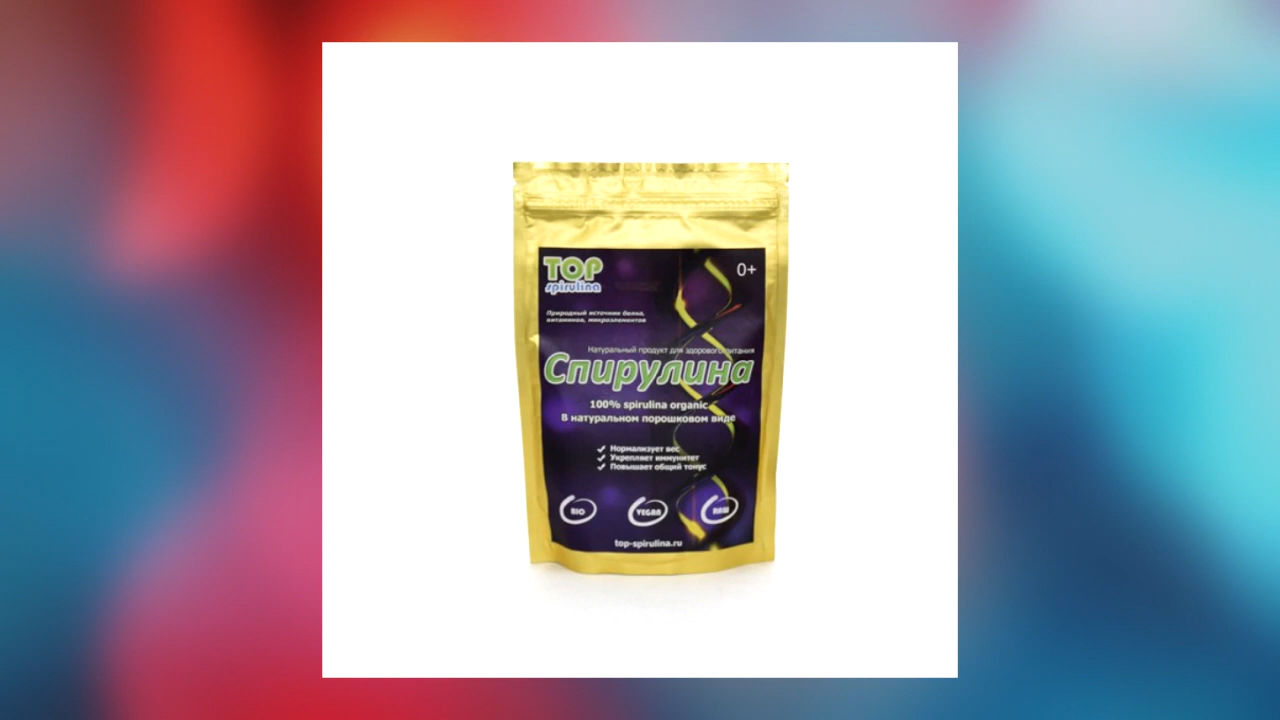 TOP
spirulina
0+
Природный источник белка,
витаминов, микроэлементов
Натуральный продукт для здорового питания
Спирулина
100% spirulina organic
В натуральном порошковом виде
Нормализует вес
Укрепляет иммунитет
Повышает общий тонус
BIO
VEGAN
RAW
top-spirulina.ru